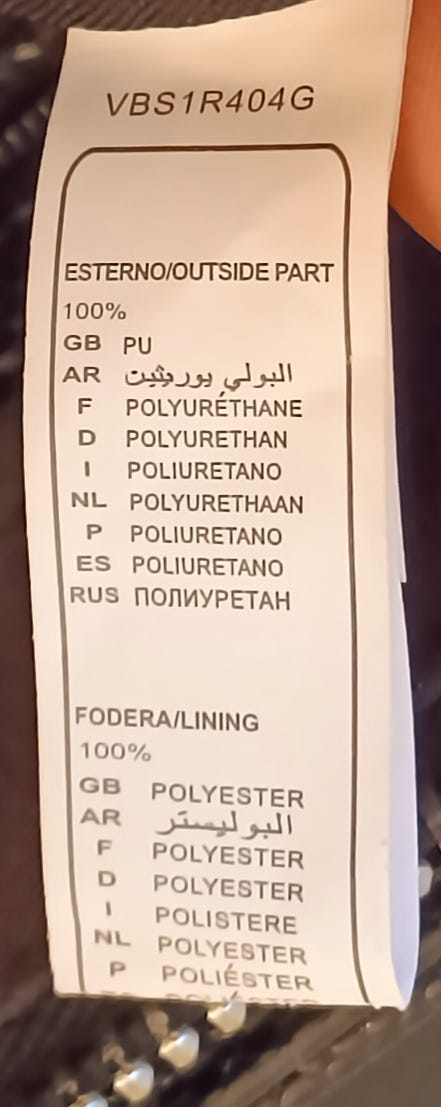 VBS1R404G
ESTERNO/OUTSIDE PART
100%
GB PU
AR البولي يوريثيت
F POLYURÉTHANE
D POLYURETHAN
I POLIURETANO
NL POLYURETHAAN
P POLIURETANO
ES POLIURETANO
RUS ПОЛИУРЕТАН
FODERA/LINING
100%
GB POLYESTER
AR البوليستر
F POLYESTER
D POLYESTER
I POLISTERE
NL POLYESTER
P POLIÉSTER